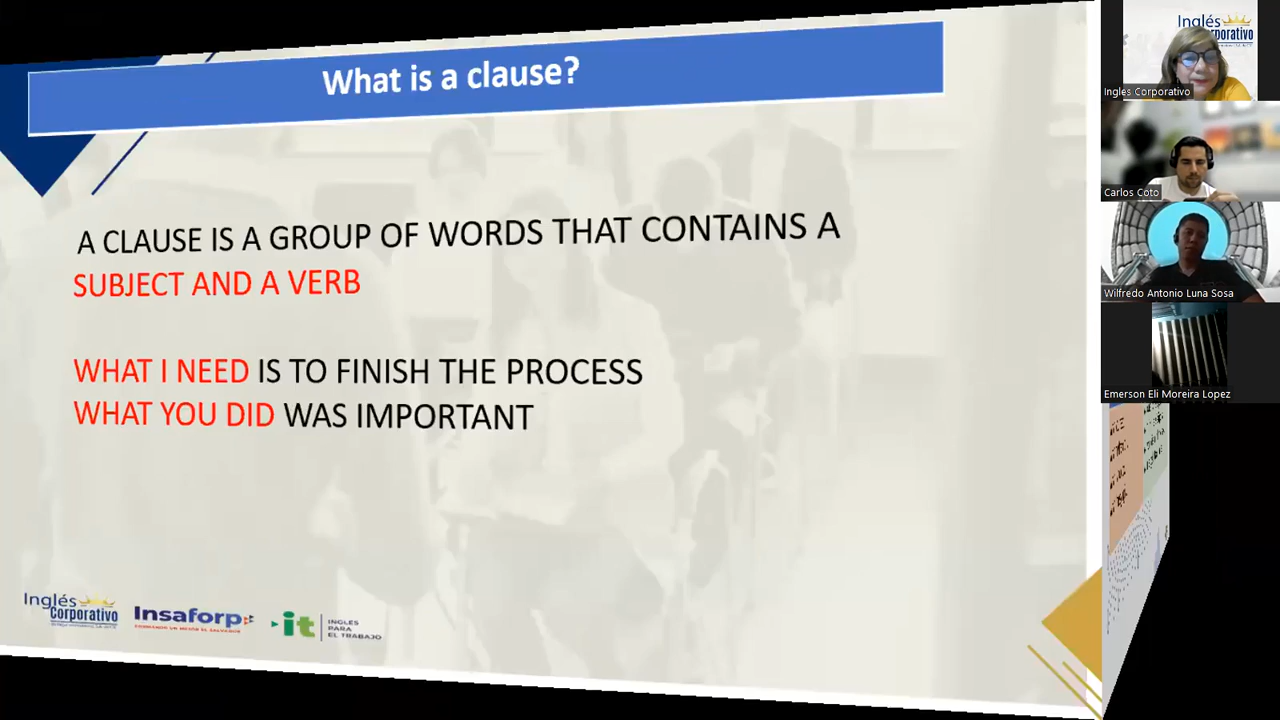 What is a clause?
A CLAUSE IS A GROUP OF WORDS THAT CONTAINS A
SUBJECT AND A VERB
WHAT I NEED IS TO FINISH THE PROCESS
WHAT YOU DID WAS IMPORTANT
Inglés
Corporativo
Insaforp
it
INGLÉS
PARA
EL TRABAJO
Inglés
Corporativo
Ingles Corporativo
Carlos Coto
Wilfredo Antonio Luna Sosa
Emerson Eli Moreira Lopez